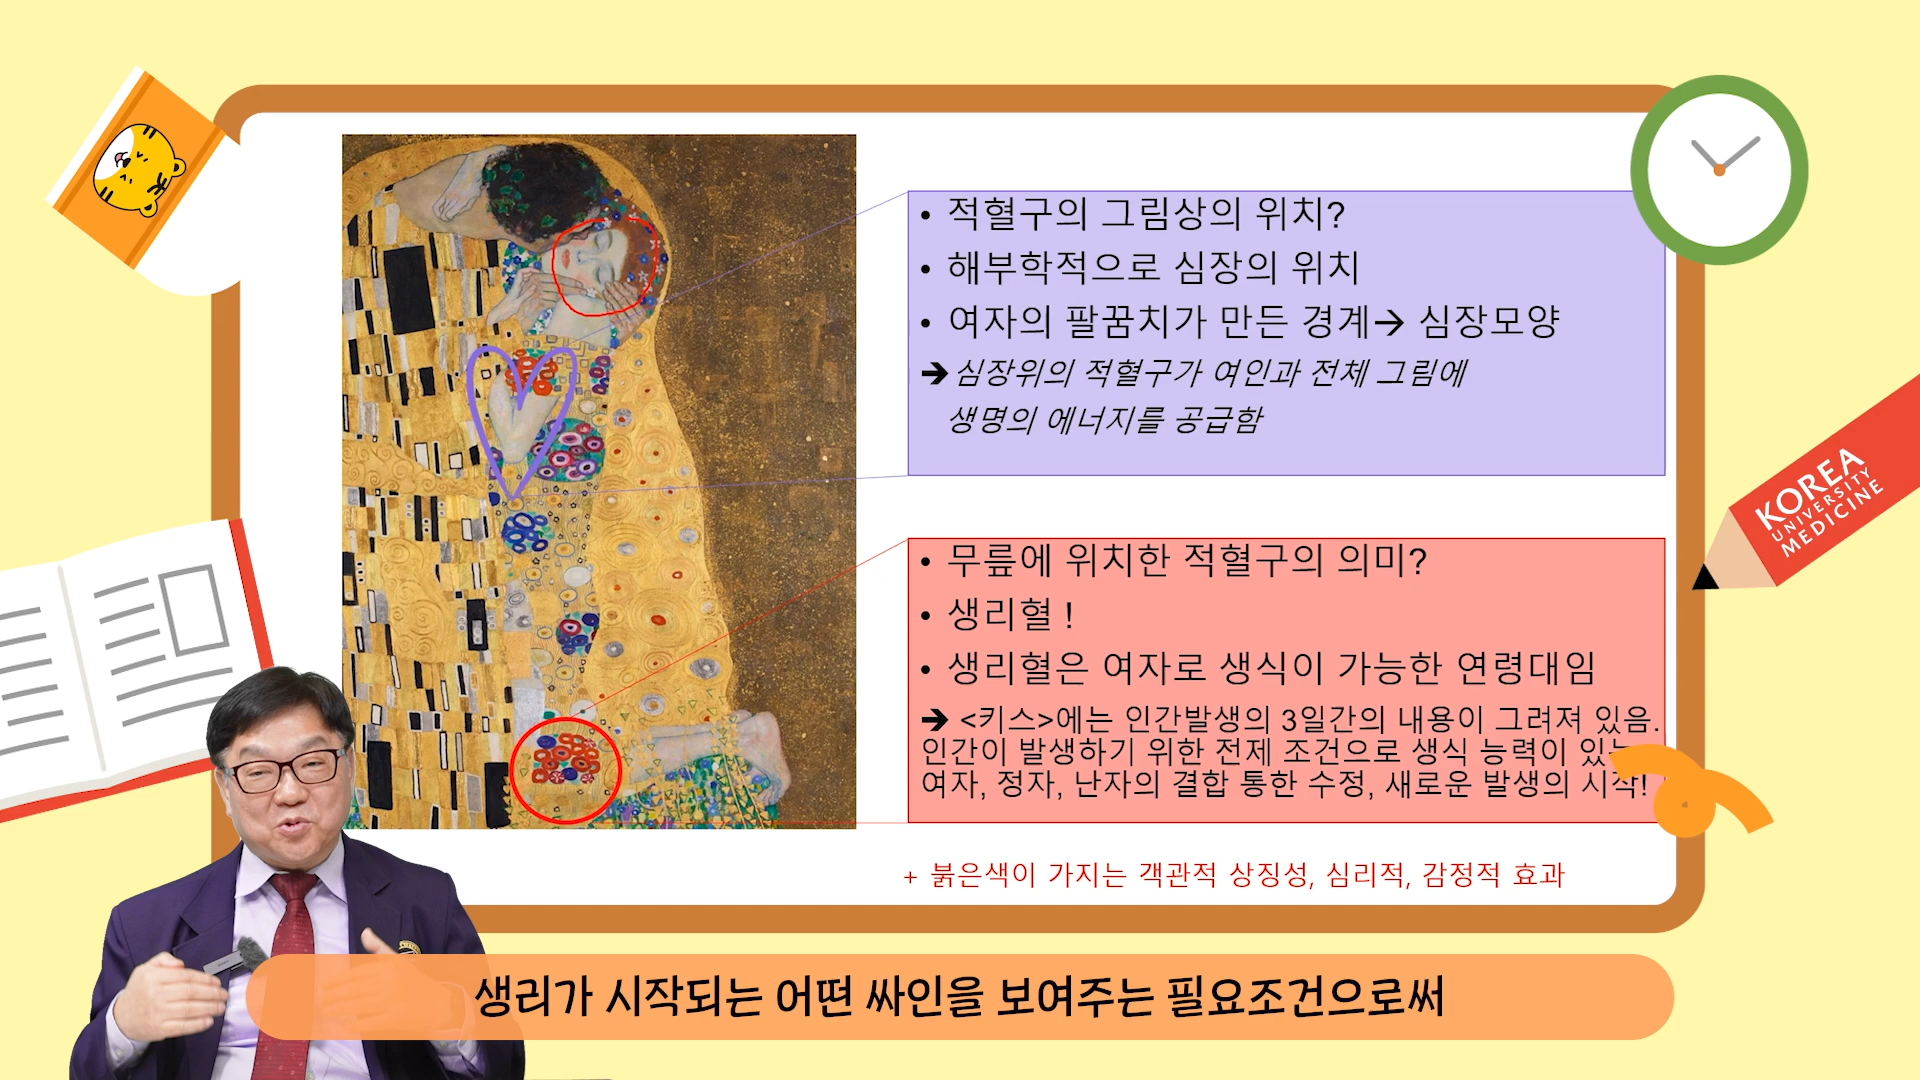 • 적혈구의 그림상의 위치?
• 해부학적으로 심장의 위치
• 여자의 팔꿈치가 만든 경계→ 심장모양
➔ 심장위의 적혈구가 여인과 전체 그림에
생명의 에너지를 공급함
• 무릎에 위치한 적혈구의 의미?
• 생리혈 !
• 생리혈은 여자로 생식이 가능한 연령대임
➔ <키스>에는 인간발생의 3일간의 내용이 그려져 있음.
인간이 발생하기 위한 전제 조건으로 생식 능력이
여자, 정자, 난자의 결합 통한 수정, 새로운 발생의 시작!
+ 붉은색이 가지는 객관적 상징성, 심리적, 감정적 효과
KOREA
UNIVERSITY
MEDICINE
생리가 시작되는 어떤 싸인을 보여주는 필요조건으로써